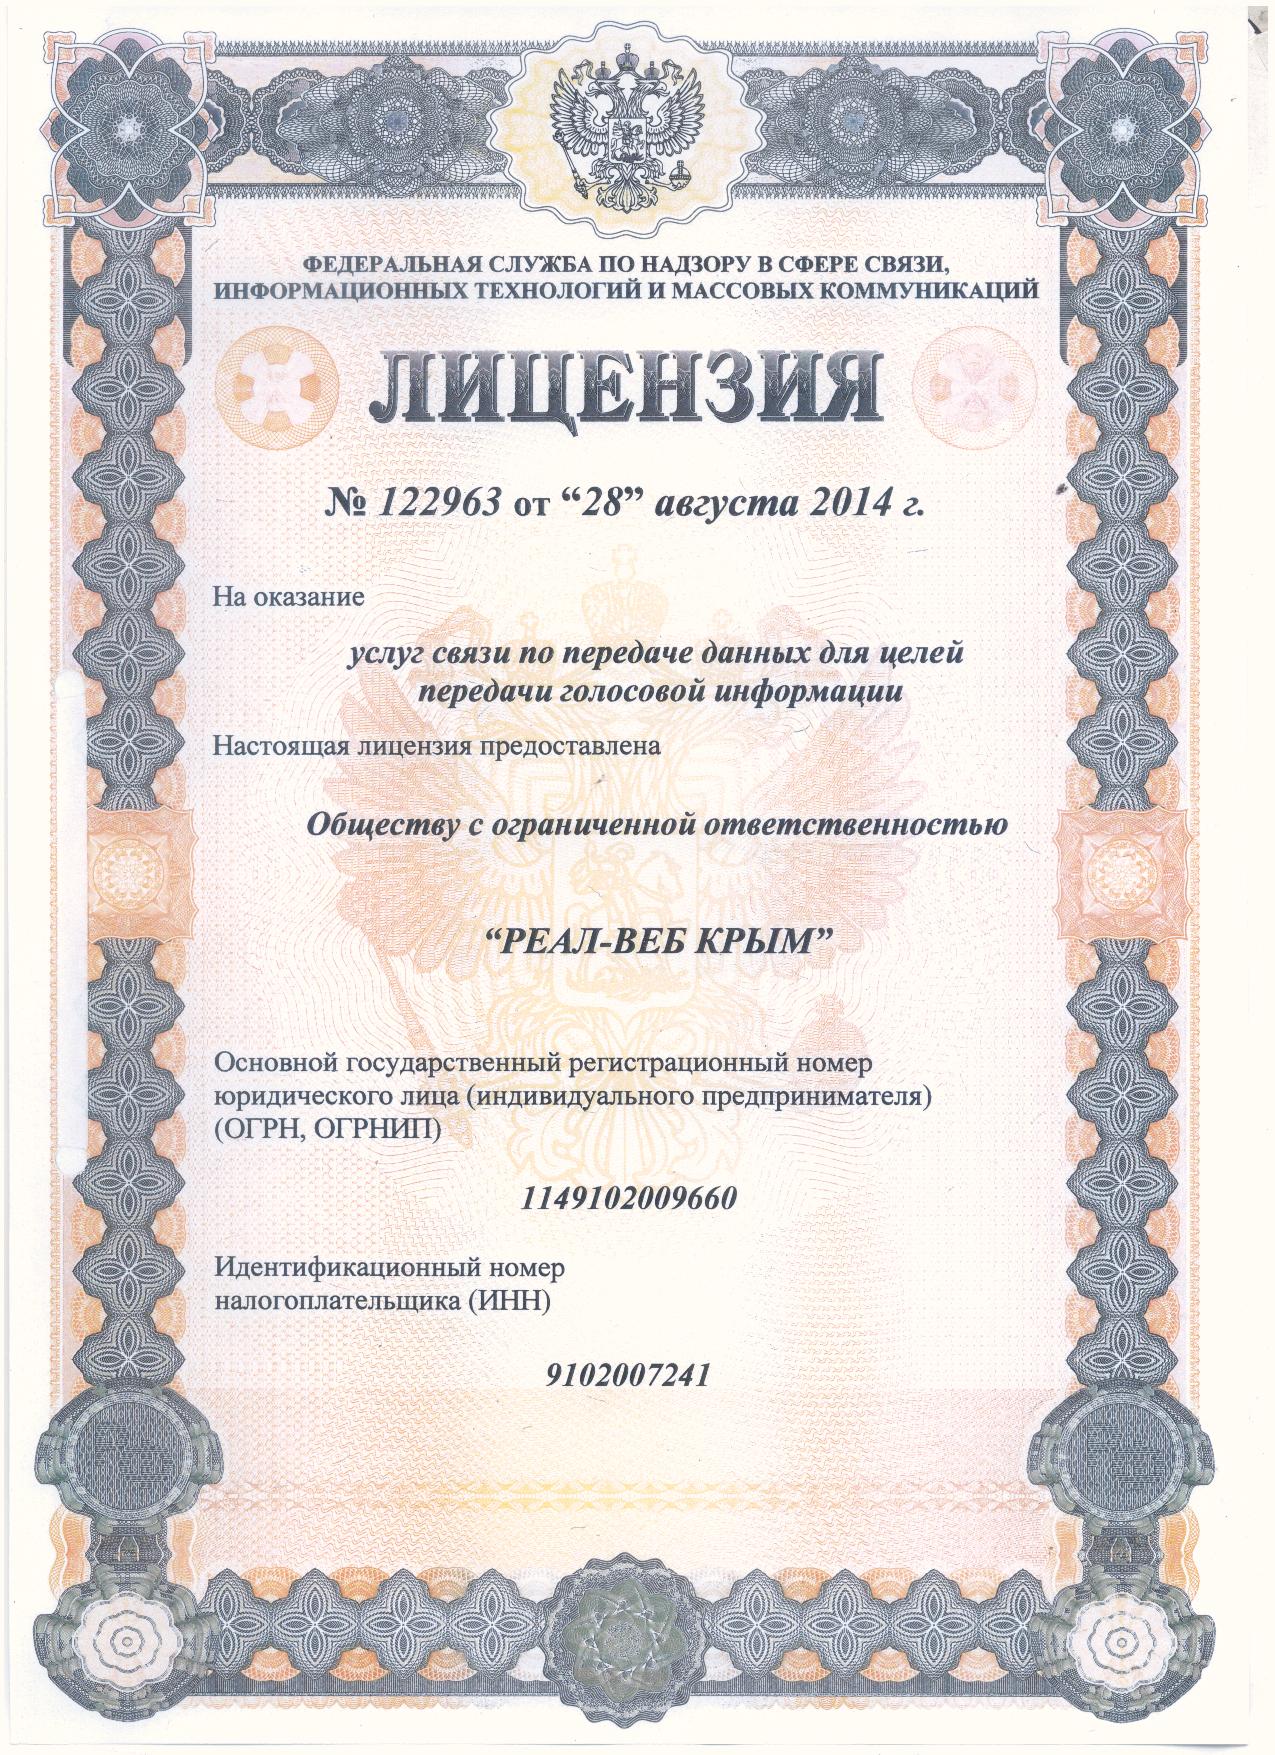 ФЕДЕРАЛЬНАЯ СЛУЖБА ПО НАДЗОРУ В СФЕРЕ СВЯЗИ,
ИНФОРМАЦИОННЫХ ТЕХНОЛОГИЙ И МАССОВЫХ КОММУНИКАЦИЙ
ЛИЦЕНЗИЯ
№ 122963 от “28” августа 2014 г.
На оказание
услуг связи по передаче данных для целей
передачи голосовой информации
Настоящая лицензия предоставлена
Обществу с ограниченной ответственностью
“РЕАЛ-ВЕБ КРЫМ”
Основной государственный регистрационный номер
юридического лица (индивидуального предпринимателя)
(ОГРН, ОГРНИП)
1149102009660
Идентификационный номер
налогоплательщика (ИНН)
9102007241